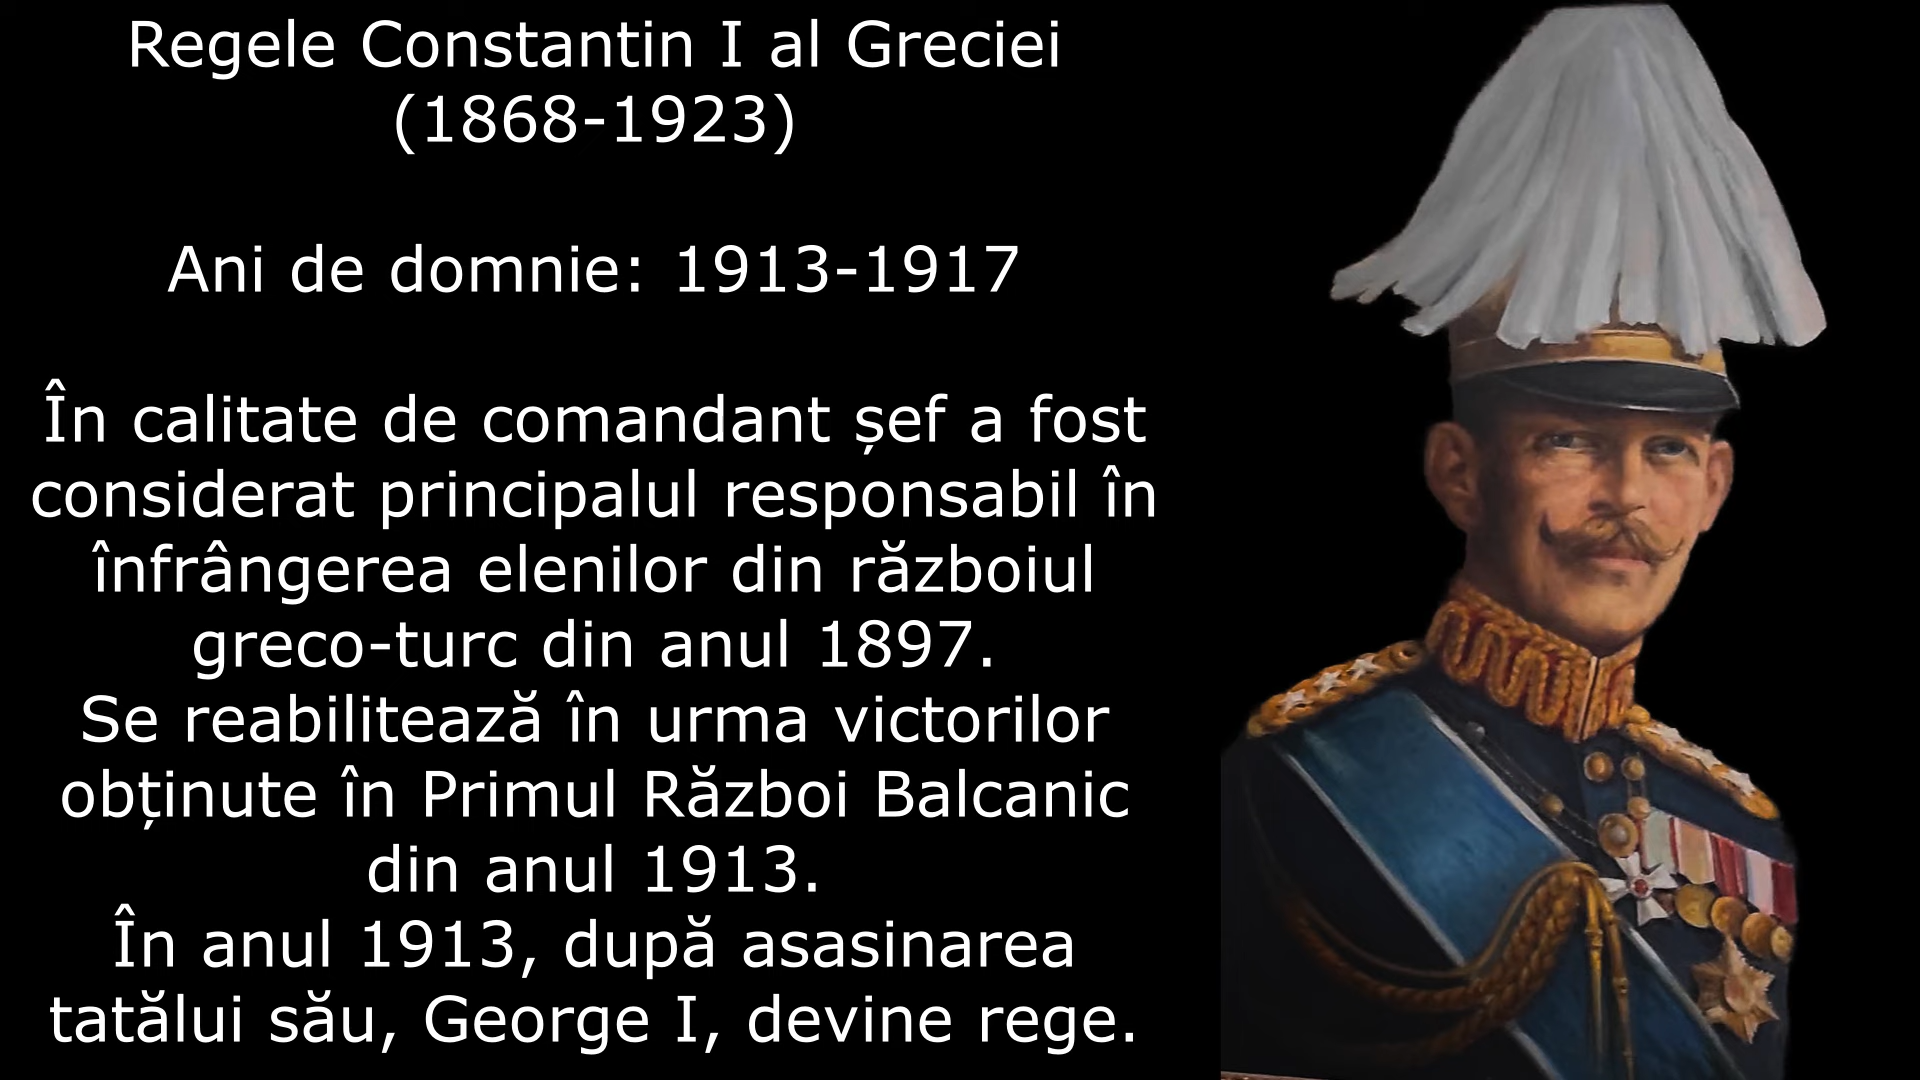 Regele Constantin I al Greciei
(1868-1923)
Ani de domnie: 1913-1917
În calitate de comandant șef a fost
considerat principalul responsabil în
înfrângerea elenilor din războiul
greco-turc din anul 1897.
Se reabilitează în urma victorilor
obținute în Primul Război Balcanic
din anul 1913.
În anul 1913, după asasinarea
tatălui său, George I, devine rege.